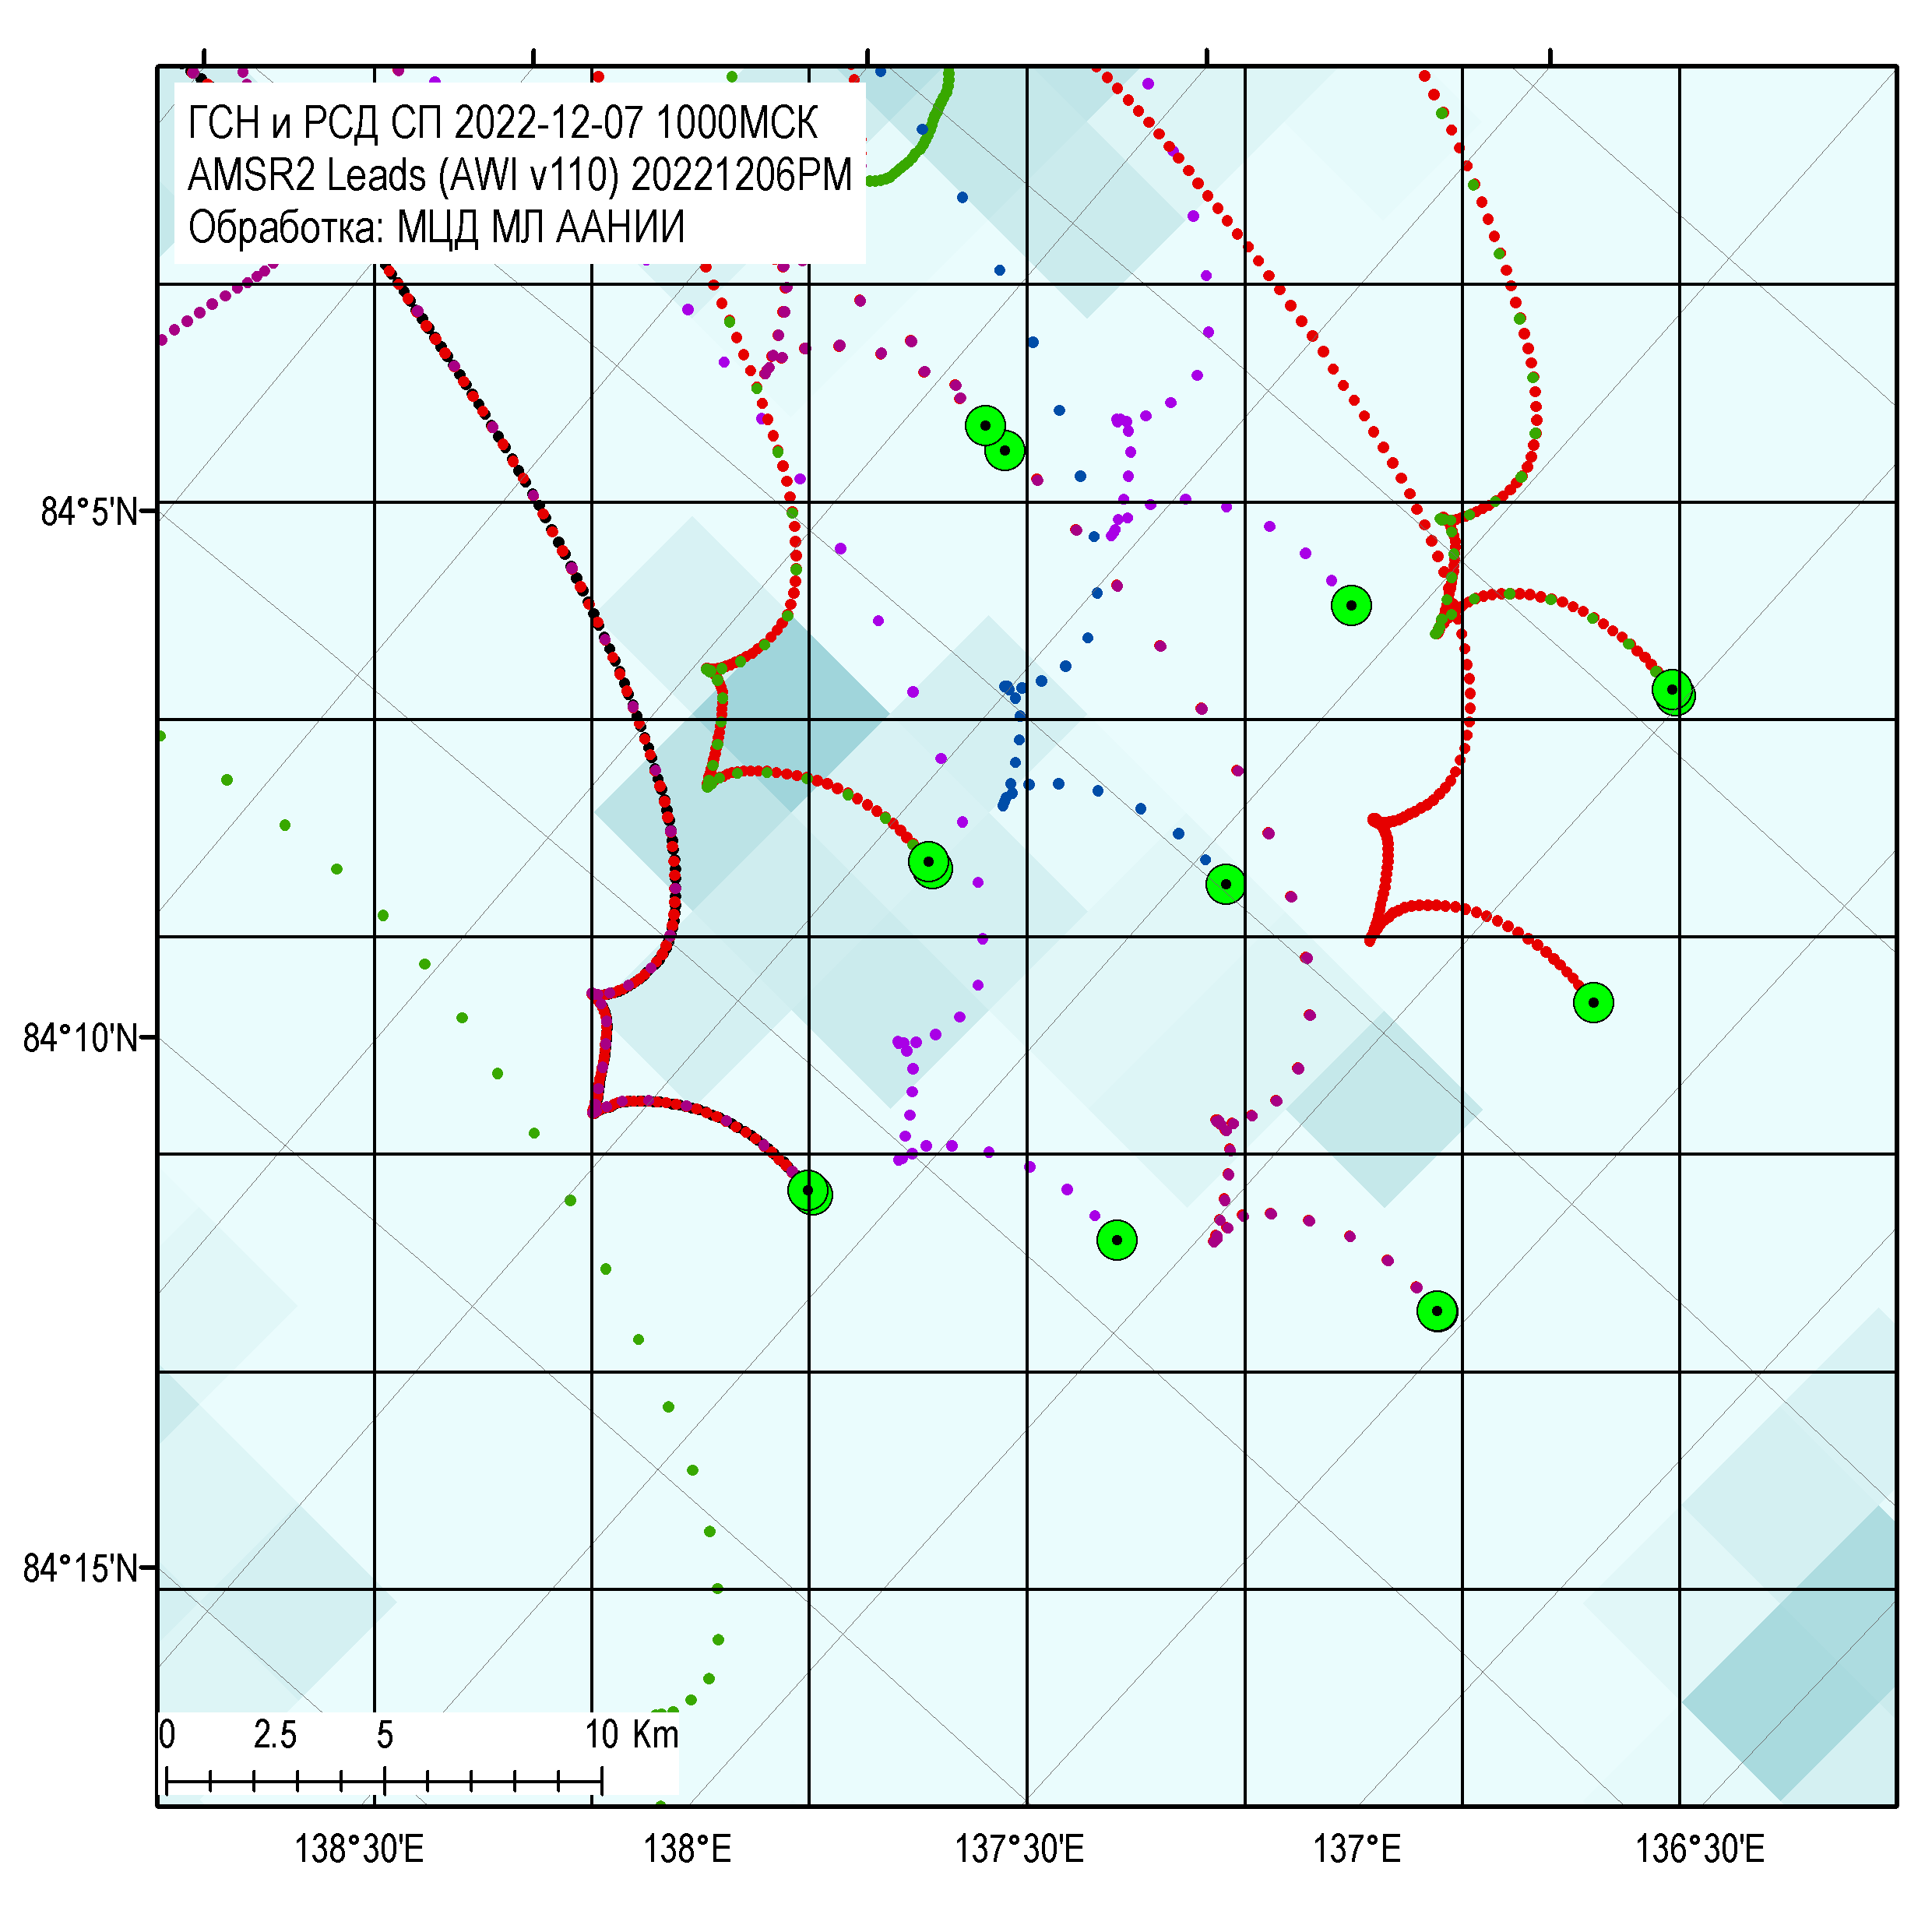 ГСН и РСД СП 2022-12-07 1000МСК
AMSR2 Leads (AWI v110) 20221206PM
Обработка: МЦД МЛ ААНИИ
84°5'N
84°10'N
84°15'N
0 2.5 5 10 Km
138°30'E 138°E 137°30'E 137°E 136°30'E